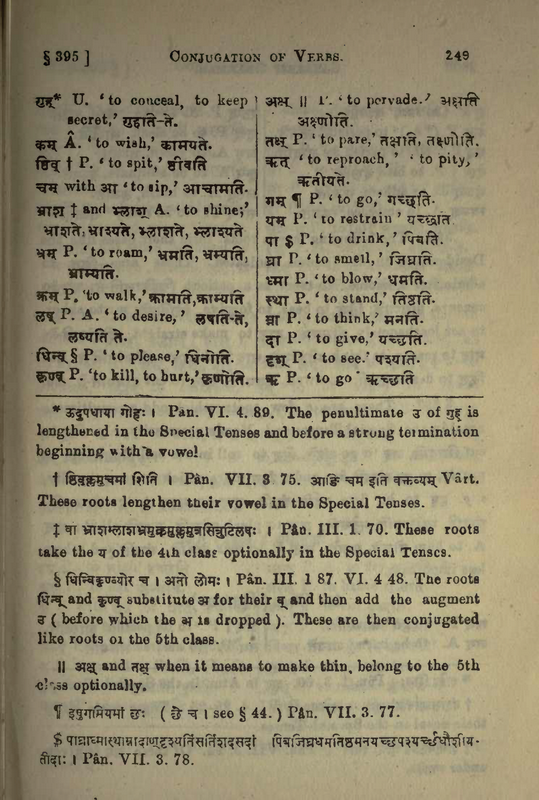 § 395 ] CONJUGATION OF VERBS. 249
गुह्* U. ‘to conceal, to keep
secret,’ गूहति-ते.
कम् Â. ‘to wish,’ कामयते.
ष्ठिव् † P. ‘to spit,’ ष्ठीवति
चम् with आ ‘to sip,’ आचामति.
भ्राश ‡ and भ्लाश् A. ‘to shine;’
भ्राशते, भ्राश्यते, भ्लाशते, भ्लाश्यते
भ्रम् P. ‘to roam,’ भ्रमति, भ्रम्यति,
भ्राम्यति.
क्रम् P. ‘to walk,’ क्रामति, क्राम्यति
लष् P. A. ‘to desire,’ लषति-ते,
लष्यति ते.
धिन्व् § P. ‘to please,’ धिनोति.
कृण्व् P. ‘to kill, to hurt,’ कृणोति.
अक्ष् || P. ‘to pervade.’ अक्षति
अक्ष्णोति.
तक्ष् P. ‘to pare,’ तक्षति, तक्ष्णोति.
ऋत् ‘to reproach,’ ‘to pity,’
ऋतीयते.
गम् ¶ P. ‘to go,’ गच्छति.
यम् P. ‘to restrain’ यच्छति
पा $ P. ‘to drink,’ पिबति.
घ्रा P. ‘to smell,’ जिघ्रति.
ध्मा P. ‘to blow,’ धमति.
स्था P. ‘to stand,’ तिष्ठति.
म्ना P. ‘to think,’ मनति.
दा P. ‘to give,’ यच्छति.
दृश् P. ‘to see.’ पश्यति.
ऋ P. ‘to go’ ऋच्छति
* ऊदुपधाया गोहः । Pan. VI. 4. 89. The penultimate उ of गुह् is
lengthened in the Special Tenses and before a strong termination
beginning with a vowel
† ष्ठिवुक्लमुचमां शिति । Pân. VII. 3 75. आङि चम इति वक्तव्यम् Vârt.
These roots lengthen their vowel in the Special Tenses.
‡ वा भ्राशभ्लाशभ्रमुक्रमुक्लमुत्रसित्रुटिलषः । Pân. III. 1. 70. These roots
take the य of the 4th class optionally in the Special Tenses.
§ धिन्विकृण्व्योर च । अतो लोपः । Pân. III. 1 87. VI. 4 48. The roots
धिन्व् and कृण्व् substitute अ for their व् and then add the augment
उ ( before which the अ is dropped ). These are then conjugated
like roots of the 5th class.
|| अक्ष् and तक्ष् when it means to make thin, belong to the 5th
class optionally.
¶ इषुगमियमां छः ( छे च । see § 44. ) Pân. VII. 3. 77.
$ पाघ्राध्मास्थाम्नादाण्दृश्यर्तिसर्तिशदसदां पिबजिघ्रधमतिष्ठमनयच्छपश्यर्च्छधौशीय-
सीदाः । Pân. VII. 3. 78.